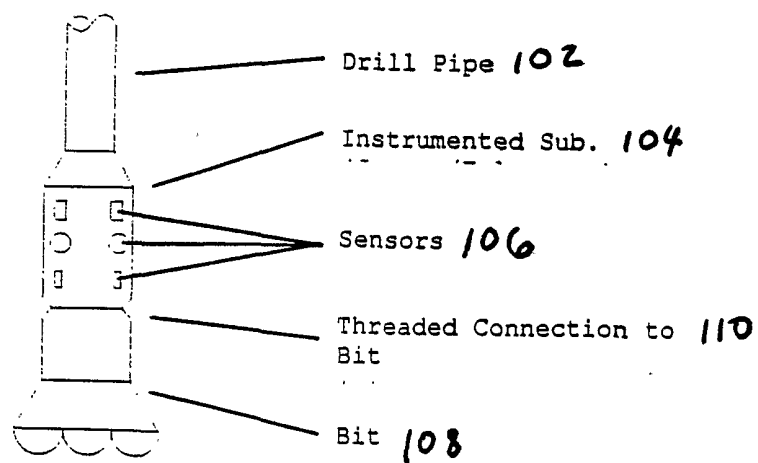 Drill Pipe 102
Instrumented Sub. 104
Sensors 106
Threaded Connection to 110
Bit
Bit 108